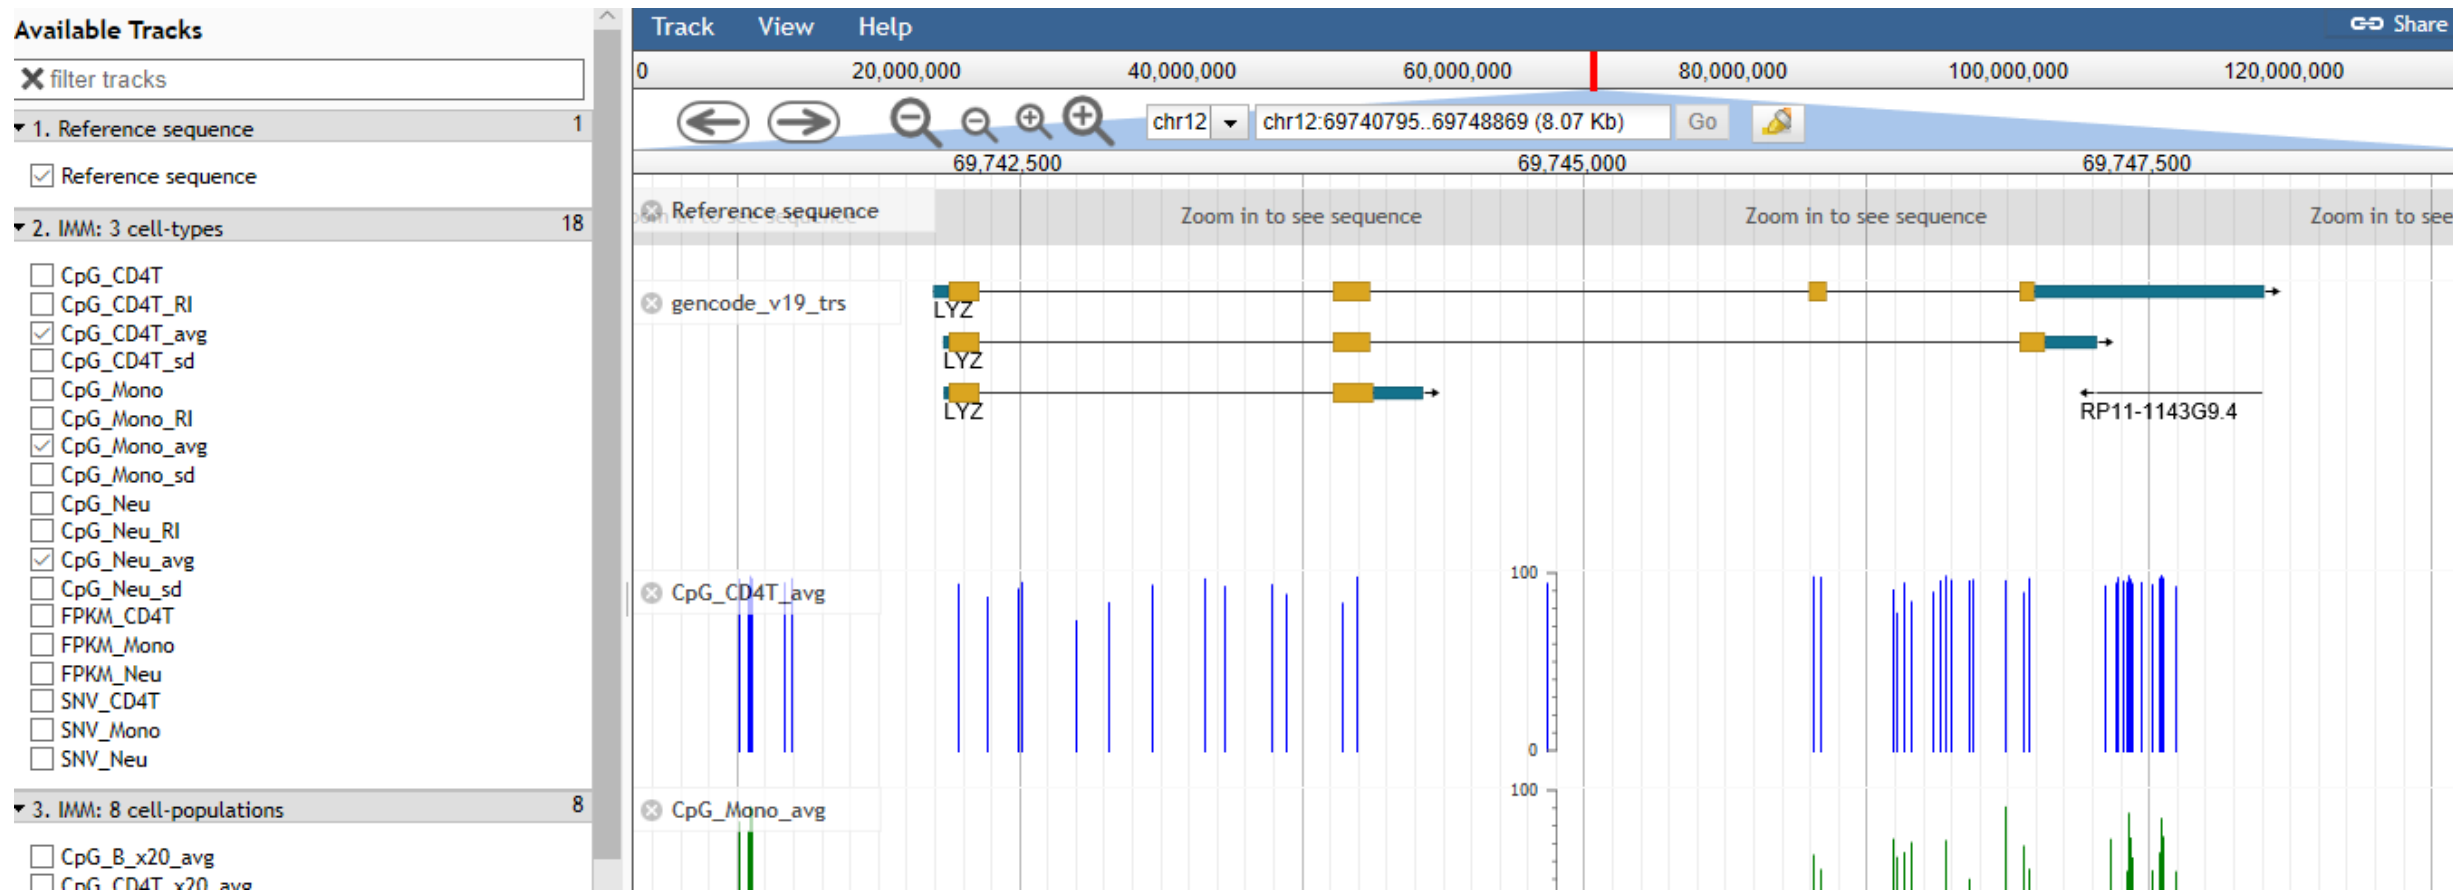 Available Tracks
filter tracks
1. Reference sequence 1
Reference sequence
2. IMM: 3 cell-types 18
CpG_CD4T
CpG_CD4T_RI
CpG_CD4T_avg
CpG_CD4T_sd
CpG_Mono
CpG_Mono_RI
CpG_Mono_avg
CpG_Mono_sd
CpG_Neu
CpG_Neu_RI
CpG_Neu_avg
CpG_Neu_sd
FPKM_CD4T
FPKM_Mono
FPKM_Neu
SNV_CD4T
SNV_Mono
SNV_Neu
3. IMM: 8 cell-populations 8
CpG_B_x20_avg
CpG_CD4T_x20_avg
Track View Help Share
0 20,000,000 40,000,000 60,000,000 80,000,000 100,000,000 120,000,000
chr12 chr12:69740795..69748869 (8.07 Kb) Go
69,742,500 69,745,000 69,747,500
Reference sequence Zoom in to see sequence Zoom in to see sequence Zoom in to see
gencode_v19_trs
LYZ
LYZ
LYZ
RP11-1143G9.4
CpG_CD4T_avg
100
0
CpG_Mono_avg
100